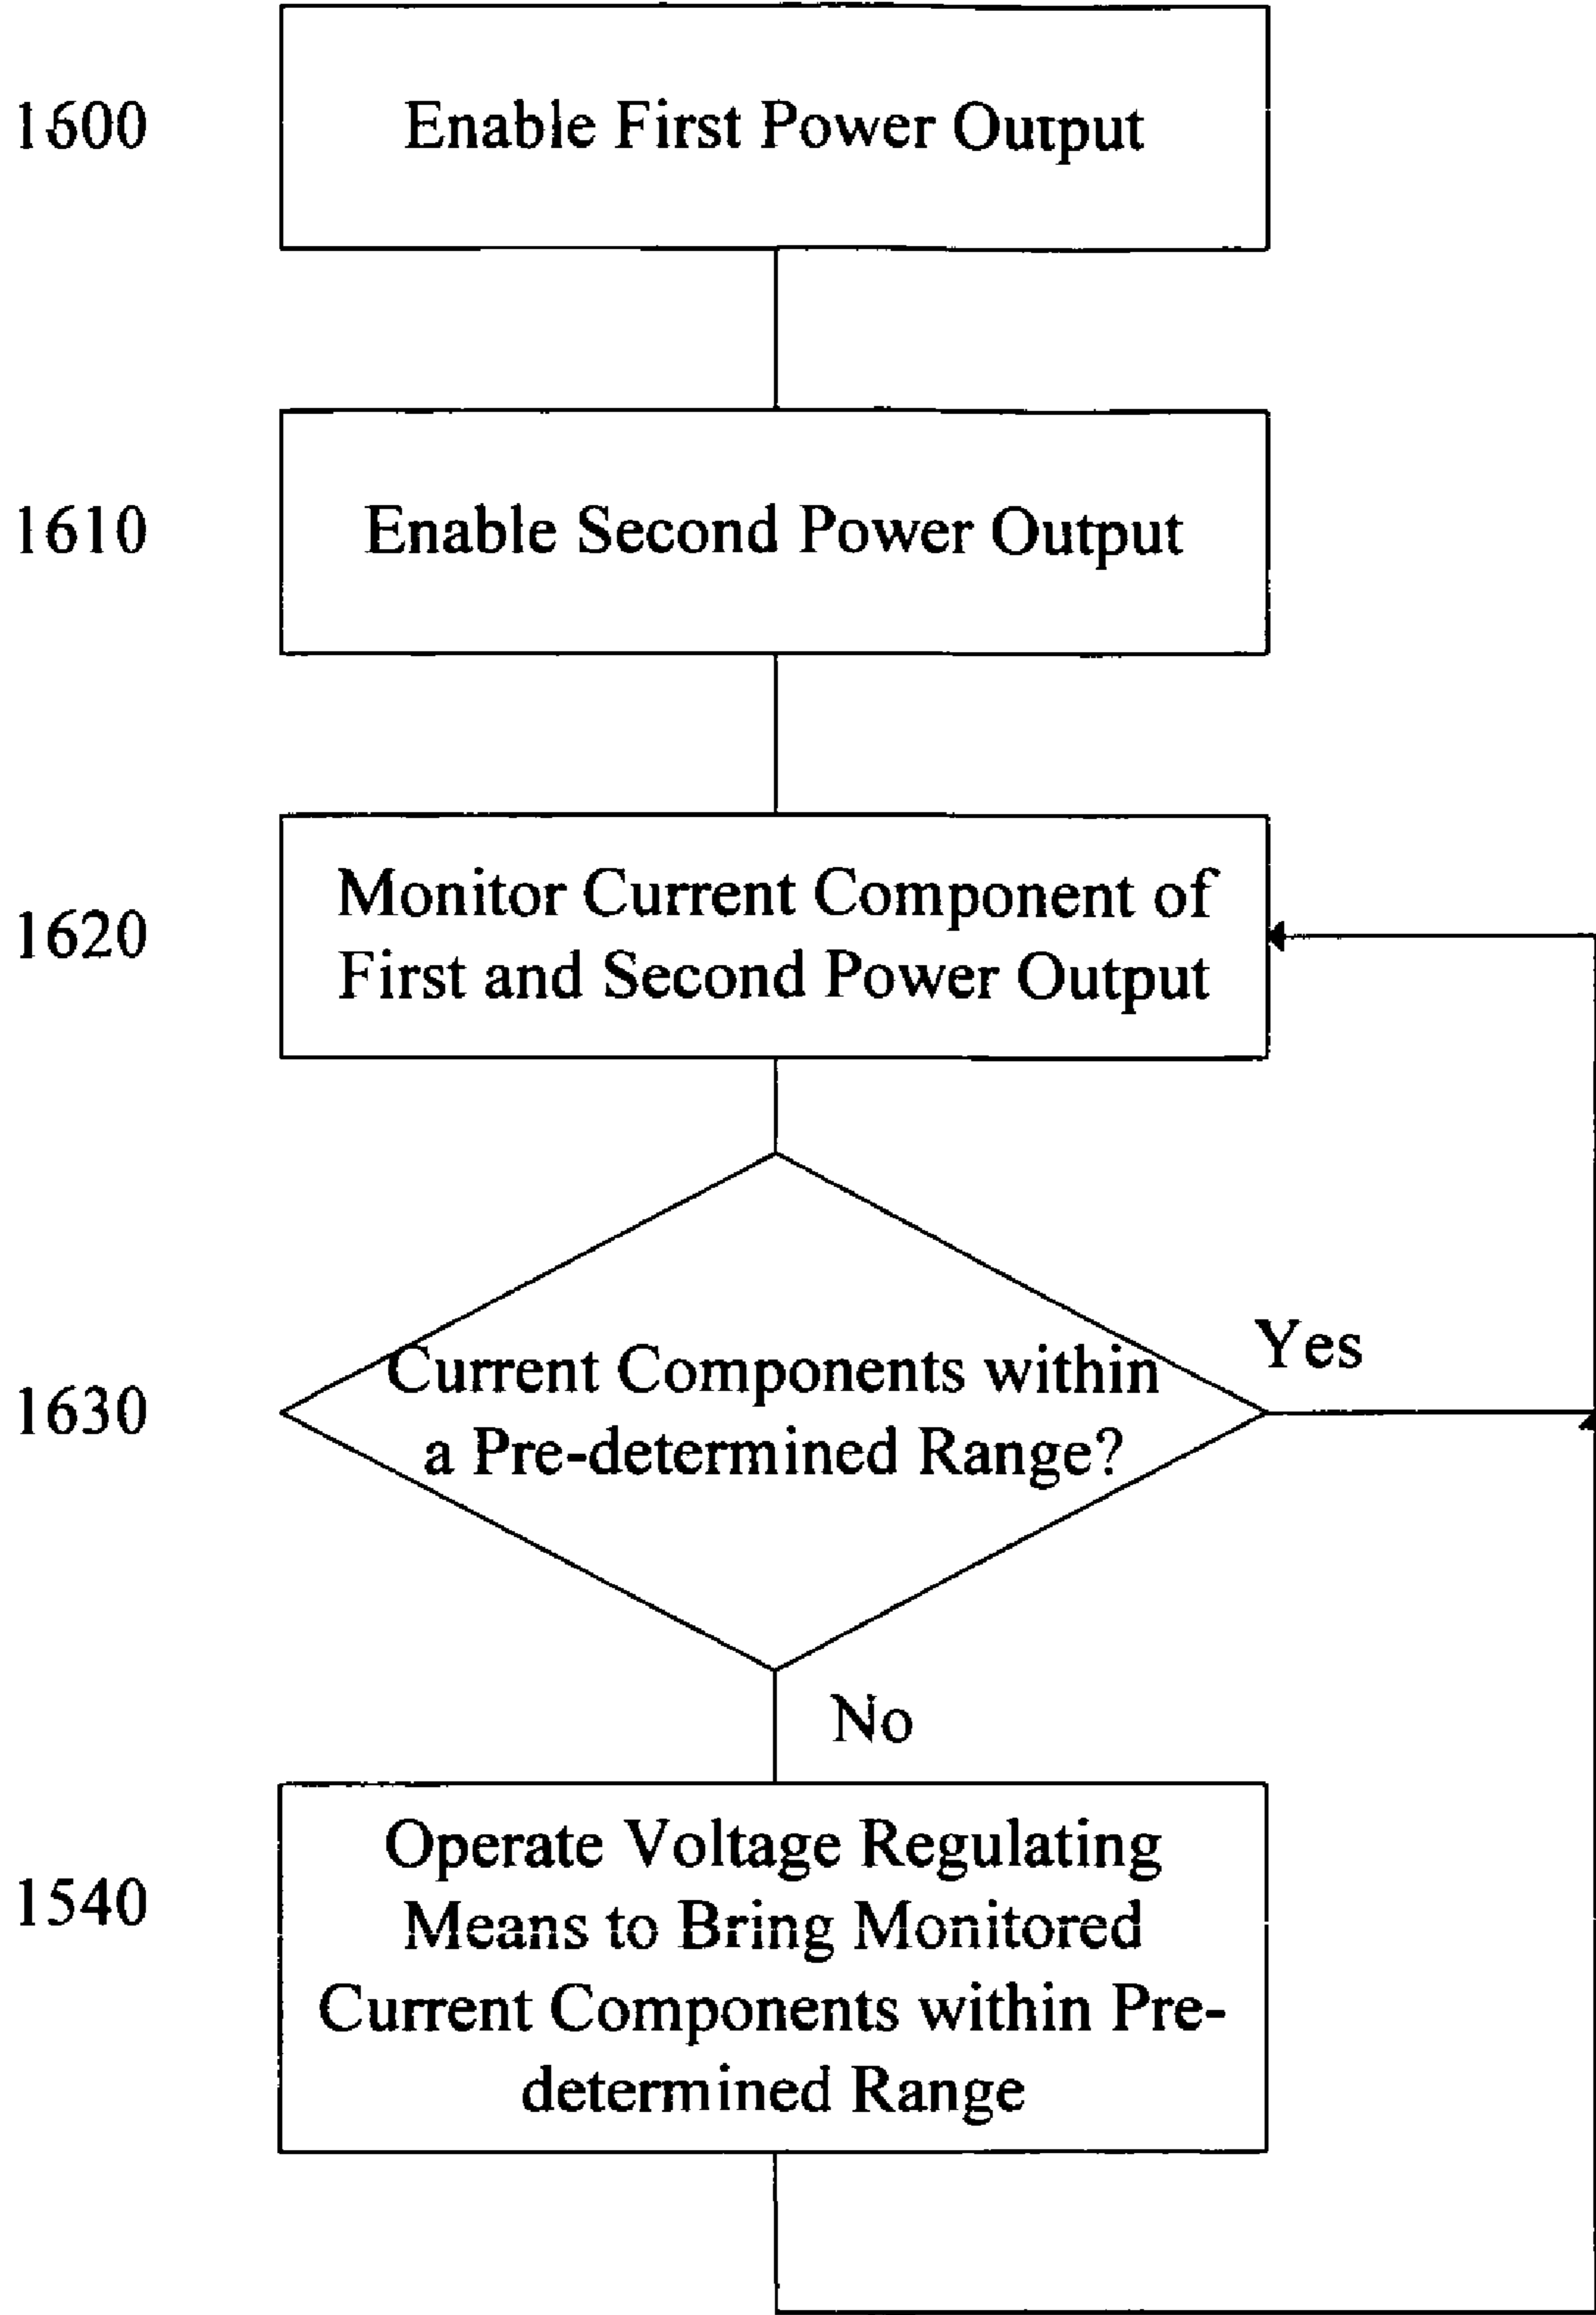 1600
Enable First Power Output
1610
Enable Second Power Output
1620
Monitor Current Component of
First and Second Power Output
1630
Current Components within
a Pre-determined Range?
Yes
No
1540
Operate Voltage Regulating
Means to Bring Monitored
Current Components within Pre-
determined Range